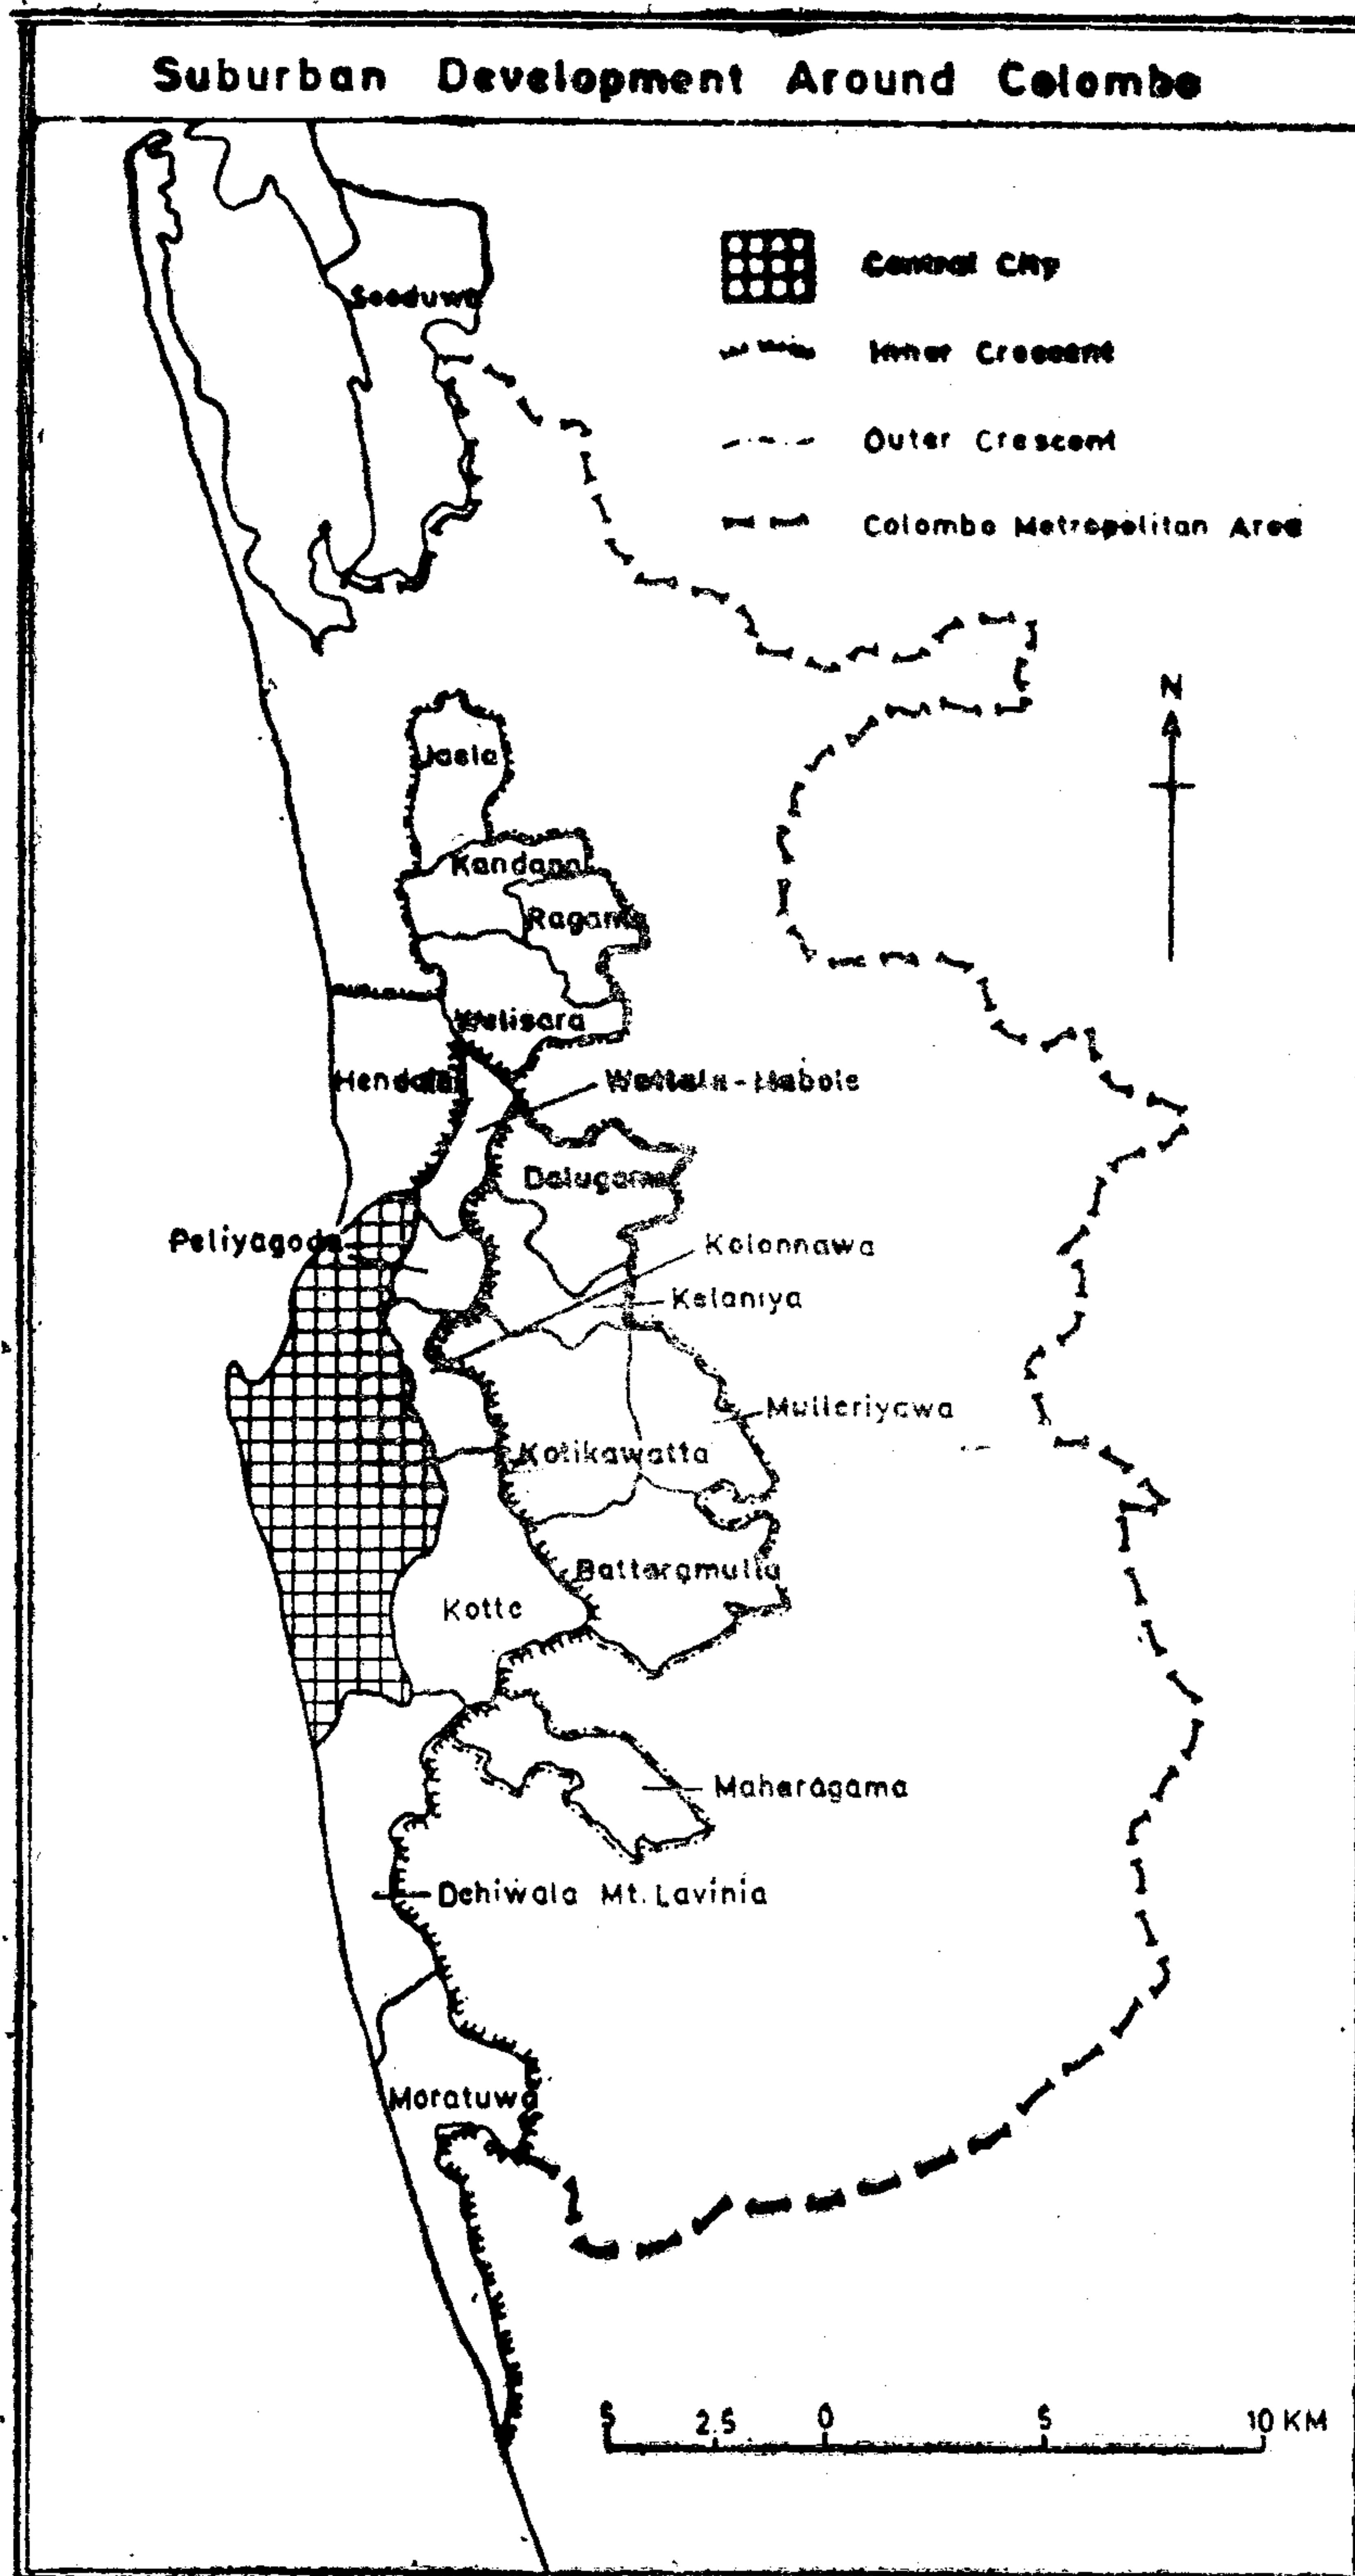 Suburban Development Around Colombo
Central City
Seeduwa
Inner Crescent
Outer Crescent
Colombo Metropolitan Area
N
Jaela
Kandana
Ragama
Welisara
Hendala
Wattala-Mabole
Dalugama
Peliyagoda
Kolonnawa
Kelaniya
Mulleriyawa
Kotikawatta
Battaramulla
Kotte
Maharagama
Dehiwala Mt. Lavinia
Moratuwa
5 2.5 0 5 10 KM